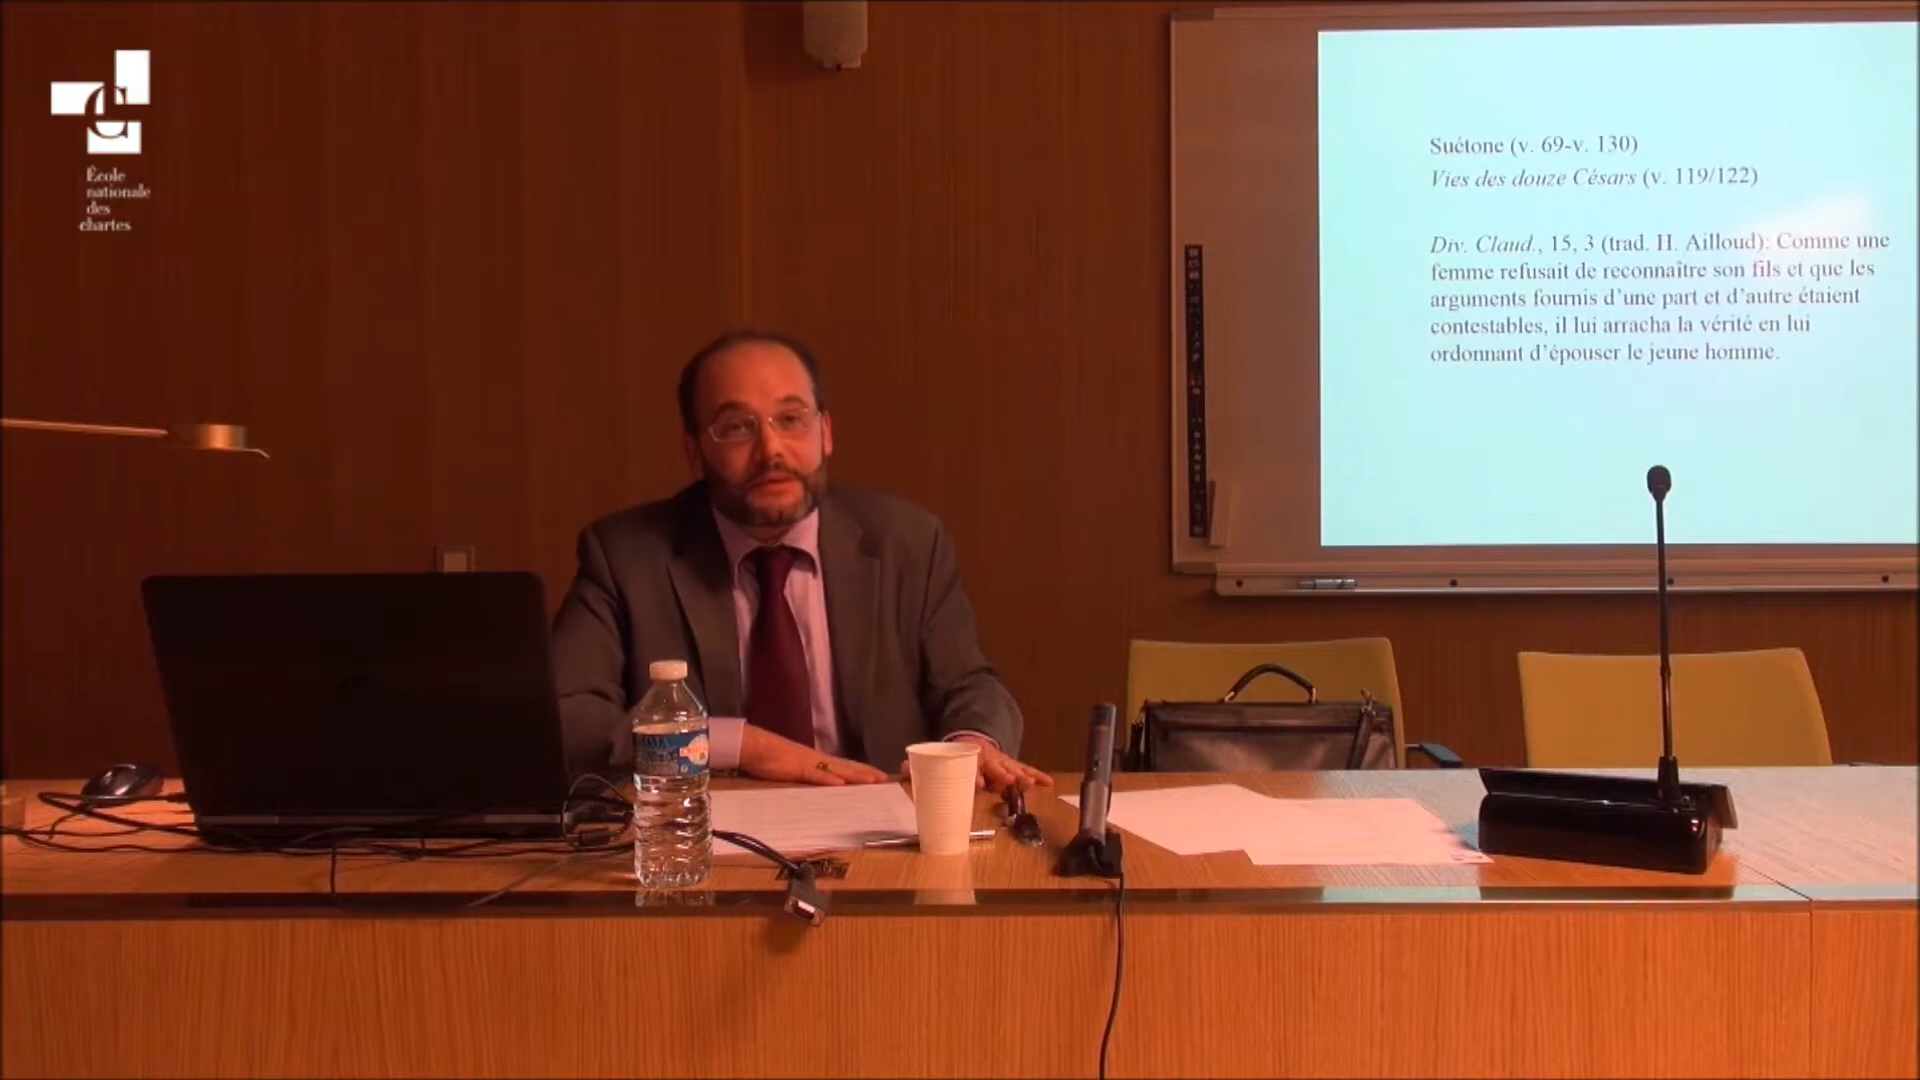 École
nationale
des
chartes
Suétone (v. 69-v. 130)
Vies des douze Césars (v. 119/122)
Div. Claud., 15, 3 (trad. H. Ailloud): Comme une
femme refusait de reconnaître son fils et que les
arguments fournis d'une part et d'autre étaient
contestables, il lui arracha la vérité en lui
ordonnant d'épouser le jeune homme.